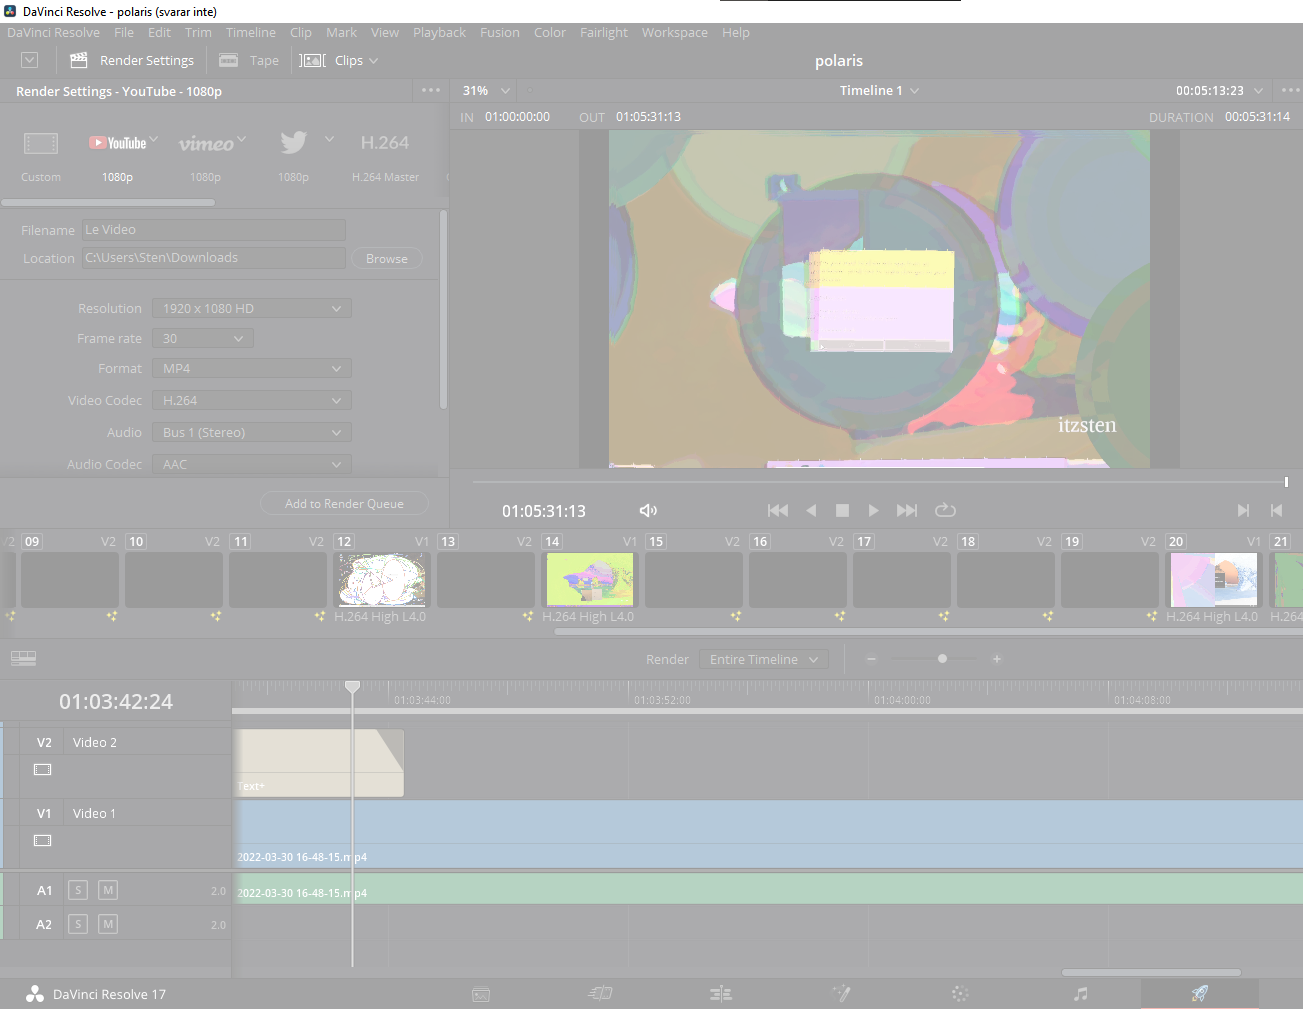 DaVinci Resolve - polaris (svarar inte)
DaVinci Resolve File Edit Trim Timeline Clip Mark View Playback Fusion Color Fairlight Workspace Help
Render Settings Tape Clips polaris
Render Settings - YouTube - 1080p 31% Timeline 1 00:05:13:23
IN 01:00:00:00 OUT 01:05:31:13 DURATION 00:05:31:14
YouTube vimeo H.264
Custom 1080p 1080p 1080p H.264 Master
Filename Le Video
Location C:\Users\Sten\Downloads Browse
Resolution 1920 x 1080 HD
Frame rate 30
Format MP4
Video Codec H.264
itzsten
Audio Bus 1 (Stereo)
Audio Codec AAC
Add to Render Queue 01:05:31:13
V2 09 V2 10 V2 11 V2 12 V1 13 V2 14 V1 15 V2 16 V2 17 V2 18 V2 19 V2 20 V1 21
H.264 High L4.0 H.264 High L4.0 H.264 High L4.0 H.264
Render Entire Timeline
01:03:42:24 01:03:44:00 01:03:52:00 01:04:00:00 01:04:08:00
V2 Video 2
Text+
V1 Video 1
2022-03-30 16-48-15.mp4
A1 S M 2.0 2022-03-30 16-48-15.mp4
A2 S M 2.0
DaVinci Resolve 17